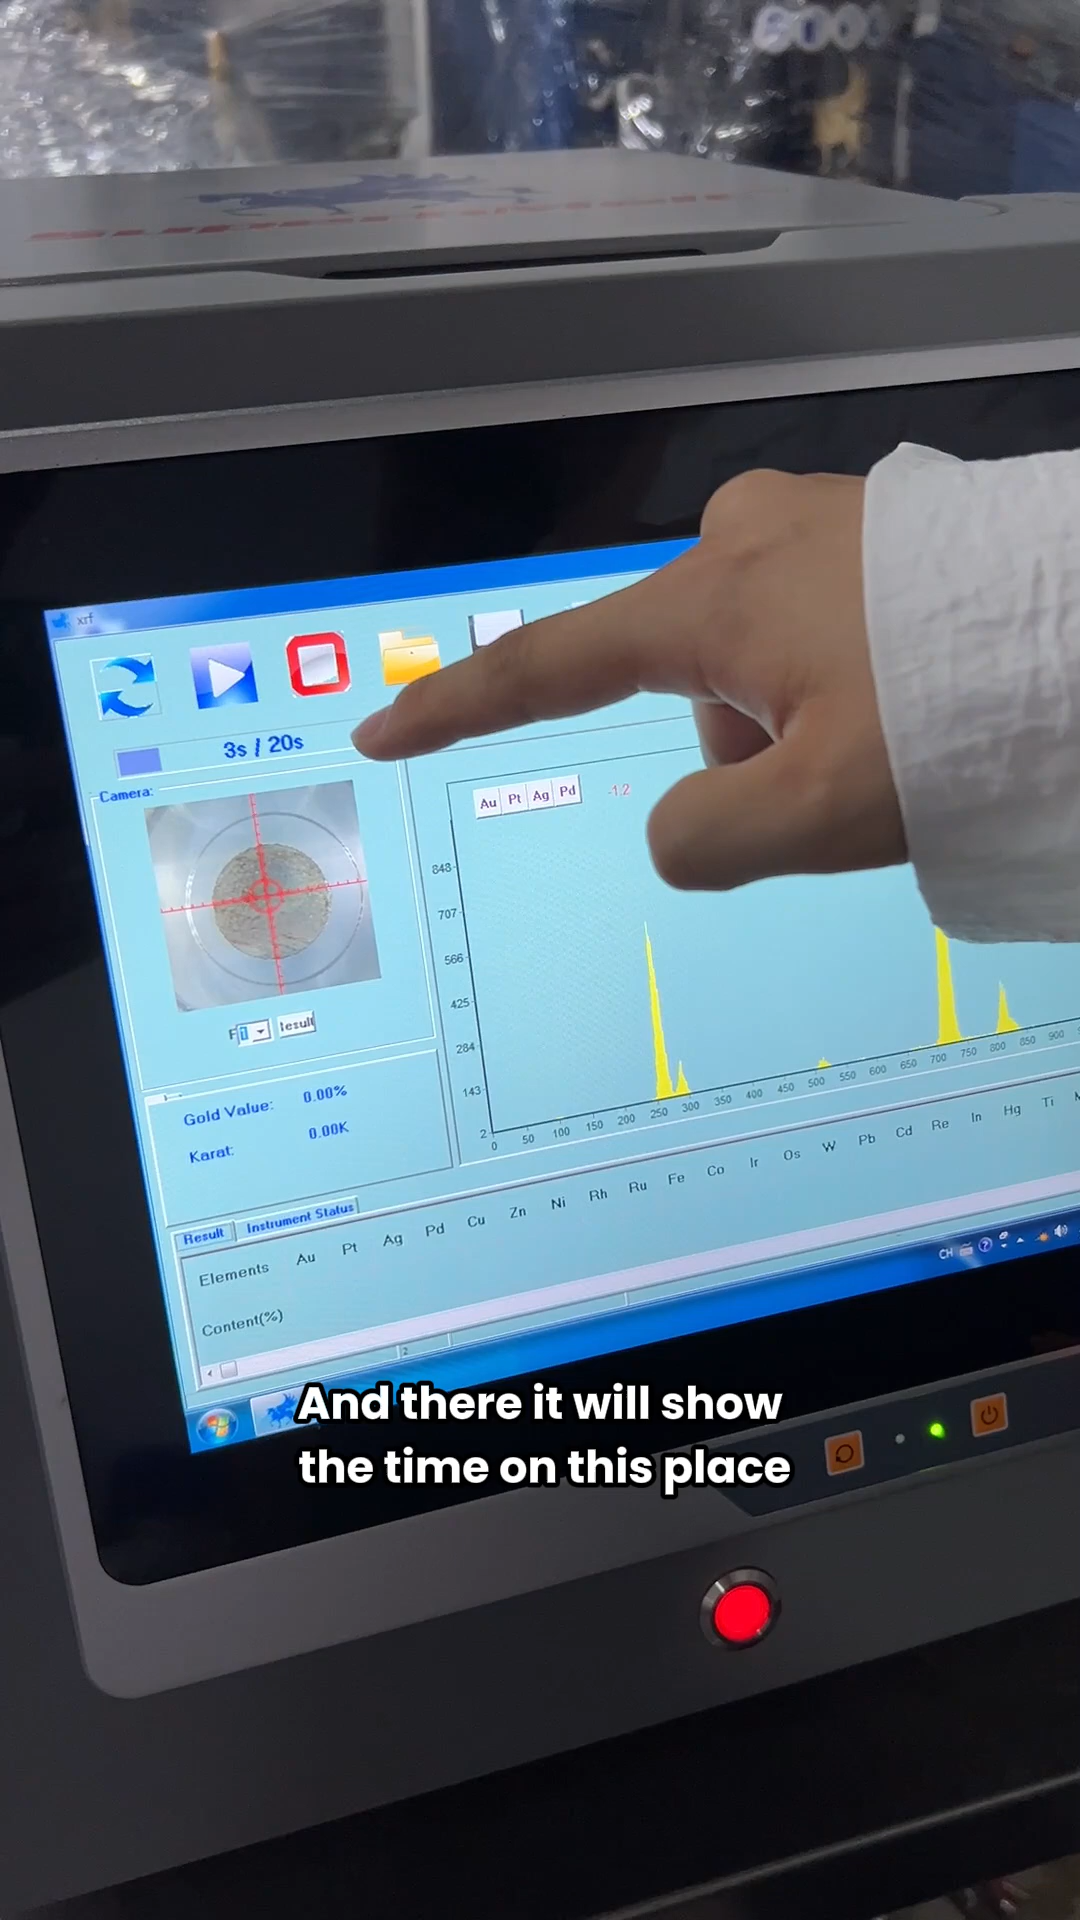 xrf
3s / 20s
Camera:
Au Pt Ag Pd
-1.2
848
707
566
425
284
143
2
0 50 100 150 200 250 300 350 400 450 500 550 600 650 700 750 800 850 900
Gold Value: 0.00%
Karat: 0.00K
Result Instrument Status
Elements Au Pt Ag Pd Cu Zn Ni Rh Ru Fe Co Ir Os W Pb Cd Re In Hg Ti
Content(%)
2
CH
And there it will show
the time on this place